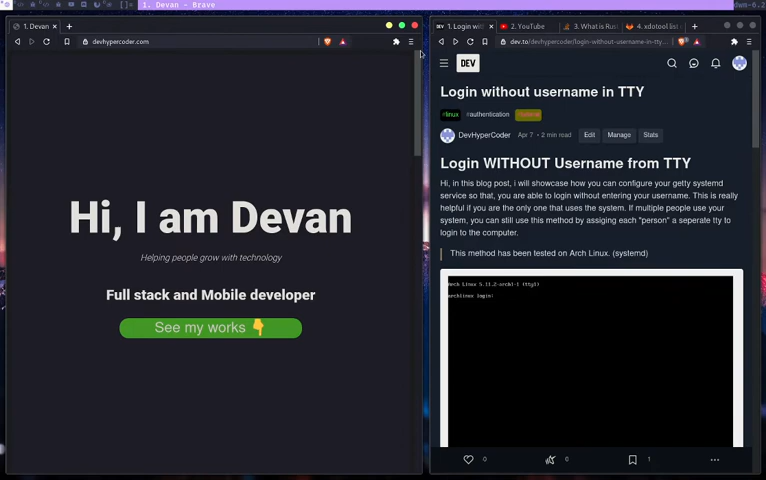 1. Devan - Brave
dwm-6.2
1. Devan
devhypercoder.com
Hi, I am Devan
Helping people grow with technology
Full stack and Mobile developer
See my works 👇
1. Login wit
2. YouTube
3. What is Rus
4. xdotool list
dev.to/devhypercoder/login-without-username-in-tty...
DEV
Login without username in TTY
#linux #authentication
DevHyperCoder Apr 7 • 2 min read Edit Manage Stats
Login WITHOUT Username from TTY
Hi, in this blog post, i will showcase how you can configure your getty systemd
service so that, you are able to login without entering your username. This is really
helpful if you are the only one that uses the system. If multiple people use your
system, you can still use this method by assiging each "person" a seperate tty to
login to the computer.
This method has been tested on Arch Linux. (systemd)
Arch Linux 5.11.2-arch1-1 (tty1)
archlinux login:
0 0 1